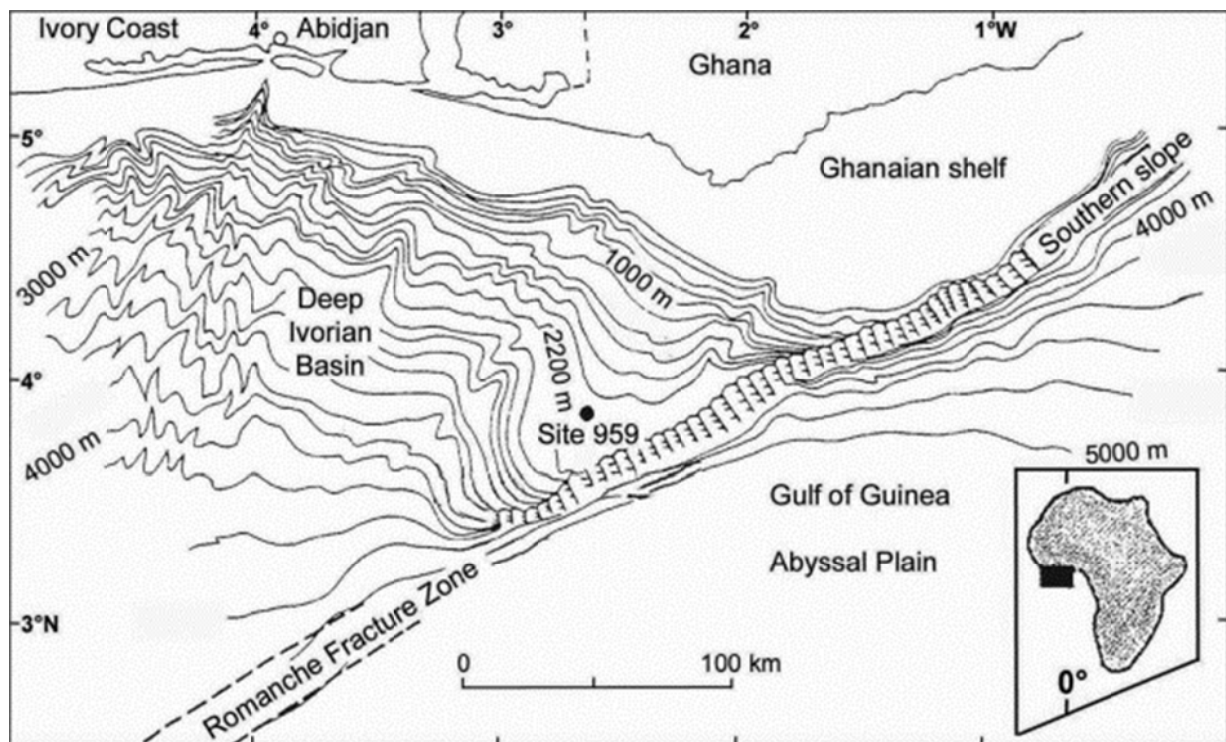 Ivory Coast
4°
Abidjan
3°
2°
1°W
Ghana
5°
Ghanaian shelf
Southern slope
4000 m
3000 m
1000 m
Deep
Ivorian
Basin
2200 m
4°
Site 959
4000 m
5000 m
Gulf of Guinea
Abyssal Plain
3°N
Romanche Fracture Zone
0
100 km
0°